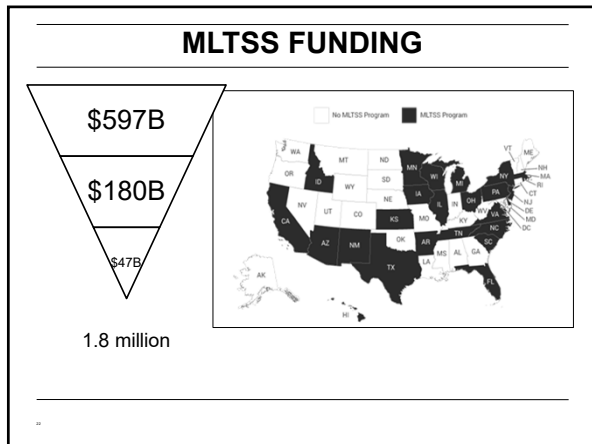 MLTSS FUNDING
$597B
$180B
$47B
1.8 million
No MLTSS Program
MLTSS Program
WA
MT
ND
MN
VT
ME
OR
ID
SD
WI
MI
NY
NH
MA
RI
CT
WY
NE
IA
PA
NJ
DE
MD
DC
NV
UT
CO
KS
MO
IL
IN
OH
WV
VA
KY
CA
AZ
NM
OK
AR
TN
NC
SC
TX
LA
MS
AL
GA
FL
AK
HI
22